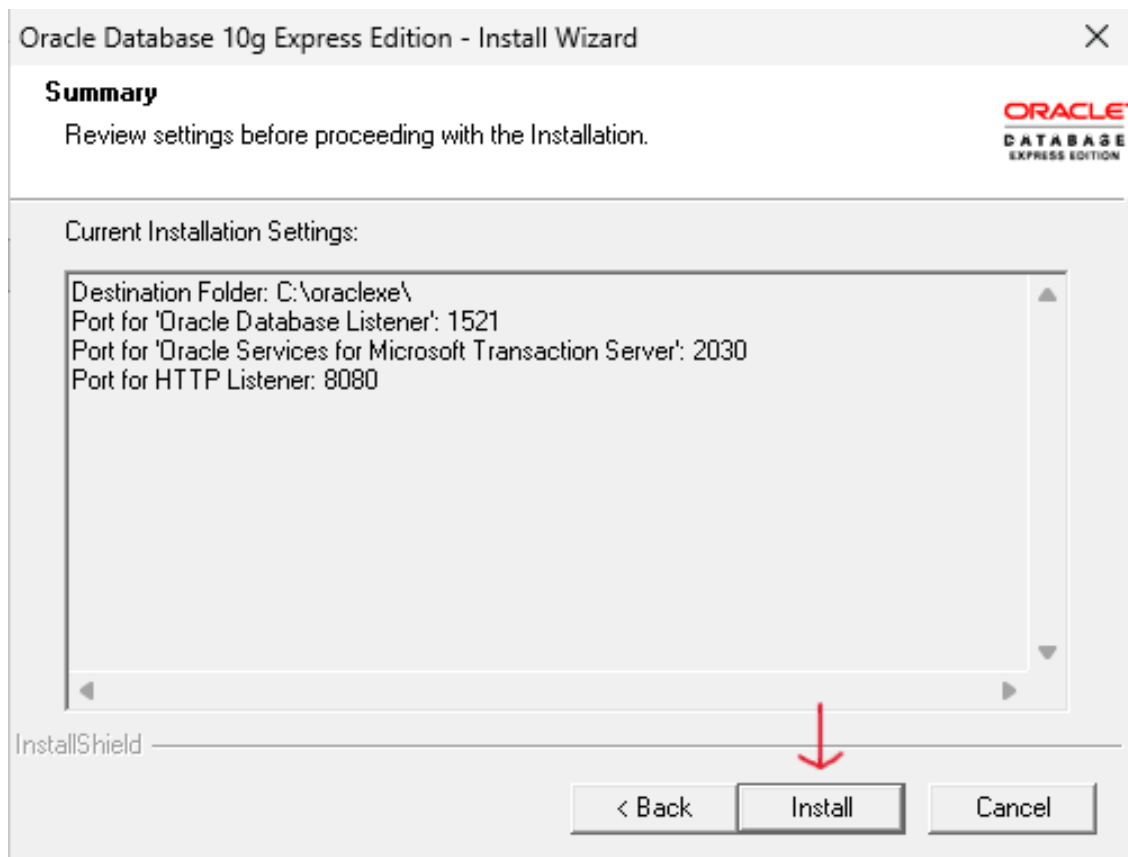 Oracle Database 10g Express Edition - Install Wizard
Summary
Review settings before proceeding with the Installation.
ORACLE
DATABASE
EXPRESS EDITION
Current Installation Settings:
Destination Folder: C:\oraclexe\
Port for 'Oracle Database Listener': 1521
Port for 'Oracle Services for Microsoft Transaction Server': 2030
Port for HTTP Listener: 8080
InstallShield
< Back
Install
Cancel